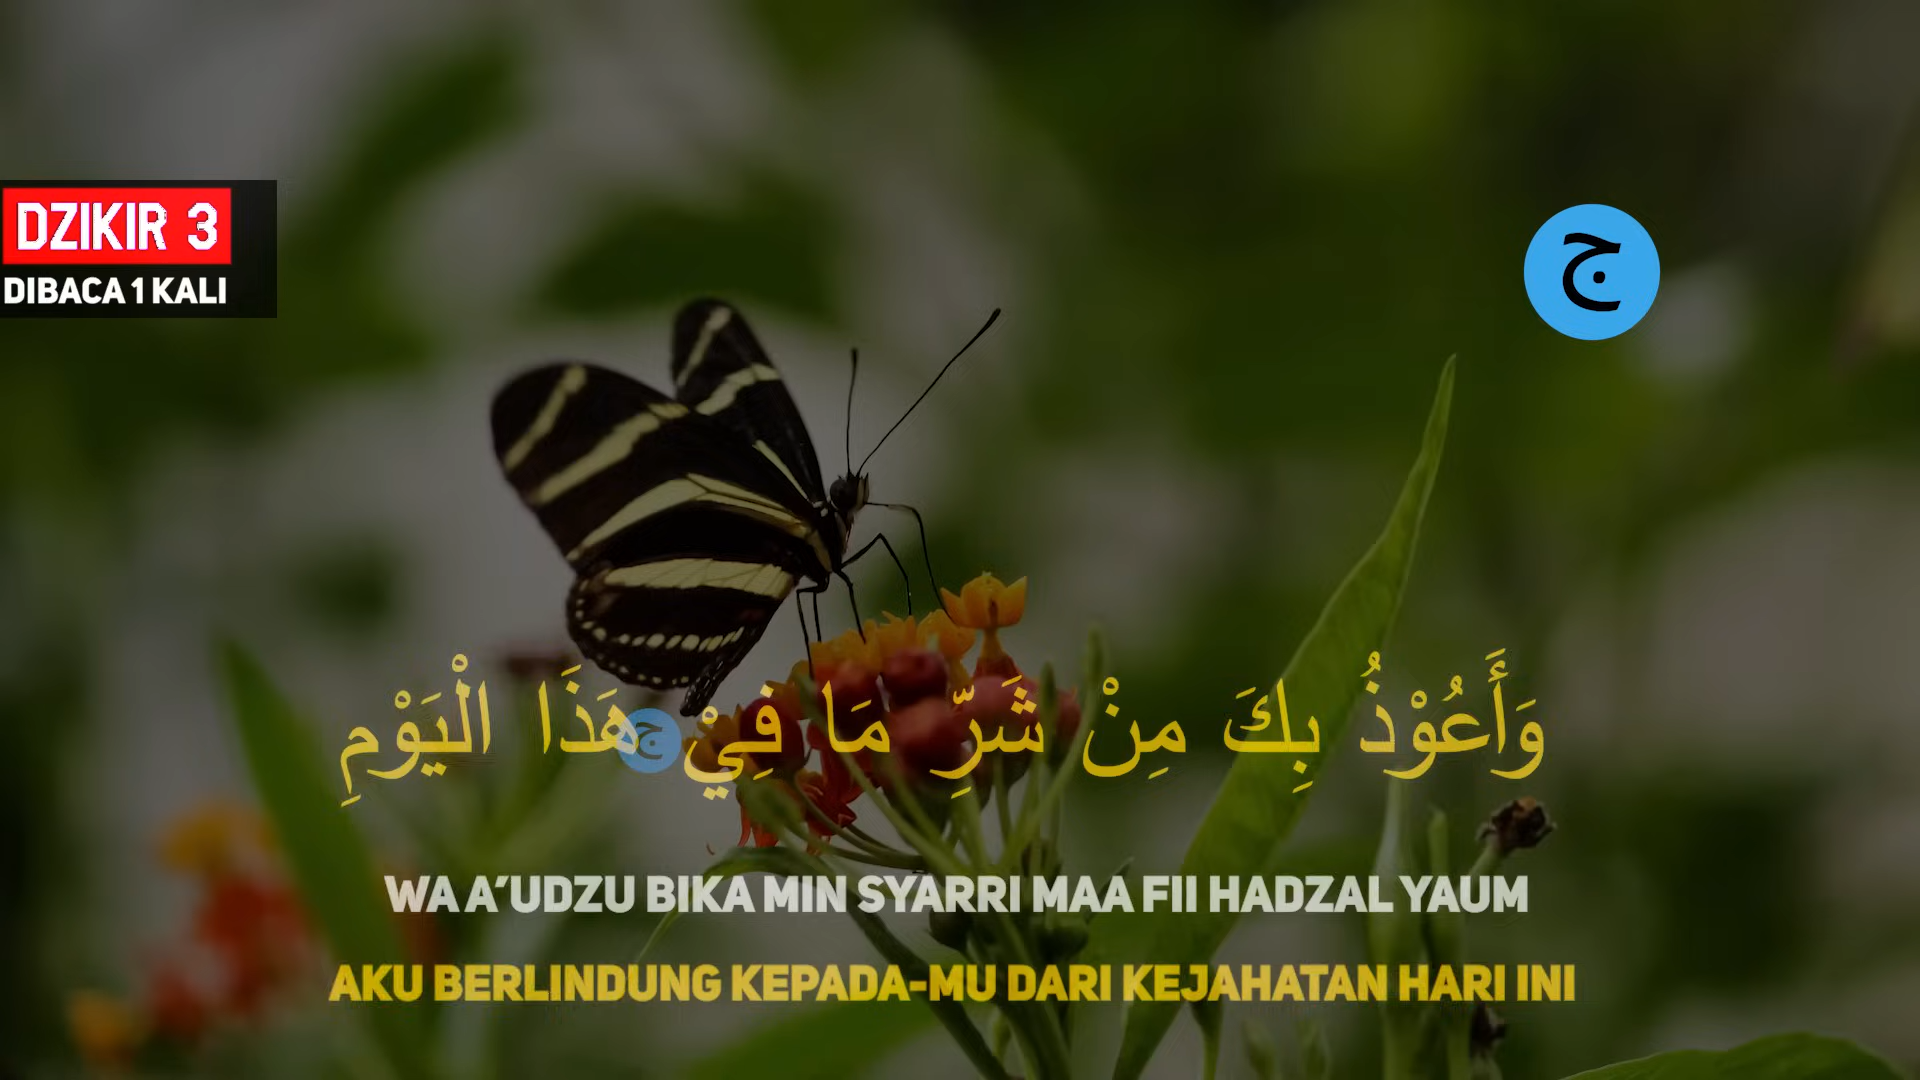 DZIKIR 3
DIBACA 1 KALI
ج
وَأَعُوْذُ بِكَ مِنْ شَرِّ مَا فِيْ هَذَا الْيَوْمِ
ج
WA A’UDZU BIKA MIN SYARRI MAA FII HADZAL YAUM
AKU BERLINDUNG KEPADA-MU DARI KEJAHATAN HARI INI